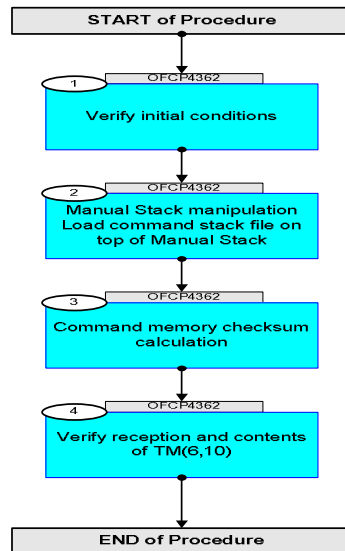 START of Procedure
OFCP4362
1
Verify initial conditions
OFCP4362
2
Manual Stack manipulation
Load command stack file on
top of Manual Stack
OFCP4362
3
Command memory checksum
calculation
OFCP4362
4
Verify reception and contents
of TM(6,10)
END of Procedure